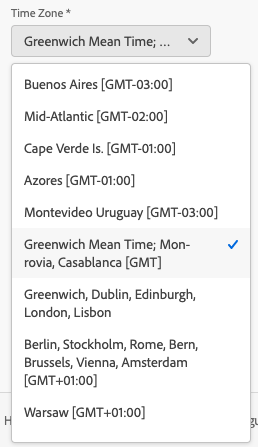 Time Zone *
Greenwich Mean Time; ...
Buenos Aires [GMT-03:00]
Mid-Atlantic [GMT-02:00]
Cape Verde Is. [GMT-01:00]
Azores [GMT-01:00]
Montevideo Uruguay [GMT-03:00]
Greenwich Mean Time; Mon-
rovia, Casablanca [GMT]
Greenwich, Dublin, Edinburgh,
London, Lisbon
Berlin, Stockholm, Rome, Bern,
Brussels, Vienna, Amsterdam
[GMT+01:00]
Warsaw [GMT+01:00]